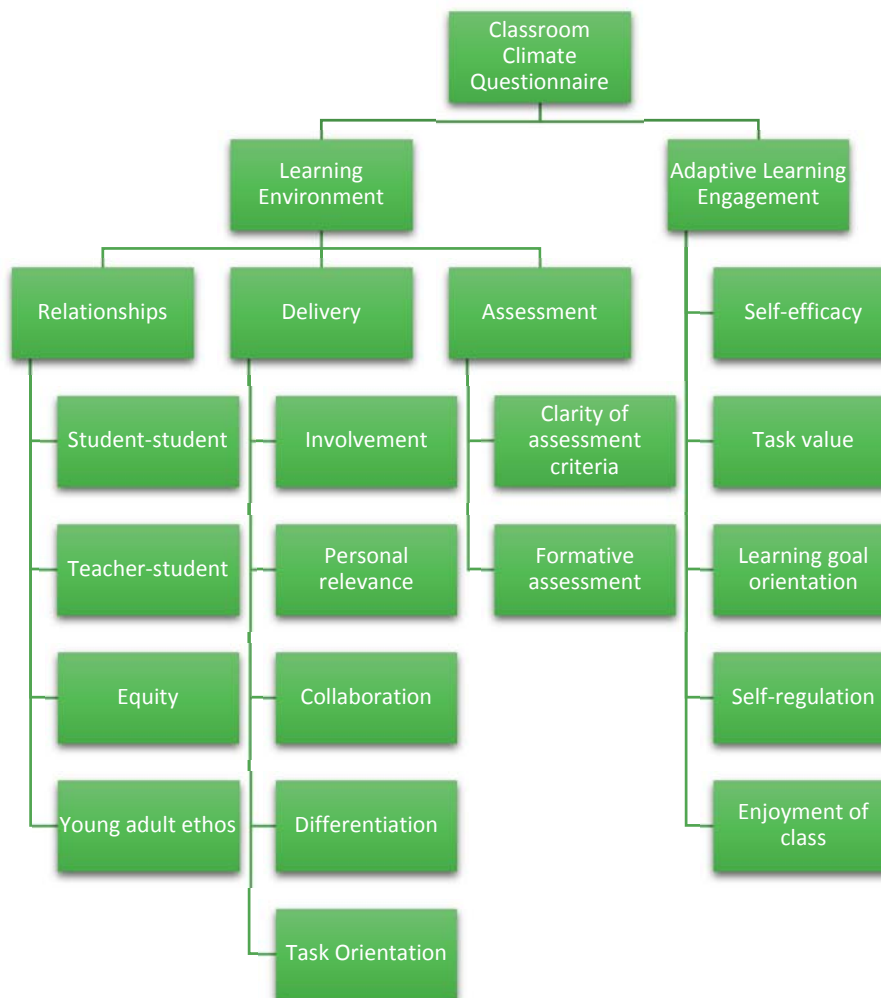 Classroom
Climate
Questionnaire
Learning
Environment
Adaptive Learning
Engagement
Relationships
Delivery
Assessment
Self-efficacy
Student-student
Involvement
Clarity of
assessment
criteria
Task value
Teacher-student
Personal
relevance
Formative
assessment
Learning goal
orientation
Equity
Collaboration
Self-regulation
Young adult ethos
Differentiation
Enjoyment of
class
Task Orientation